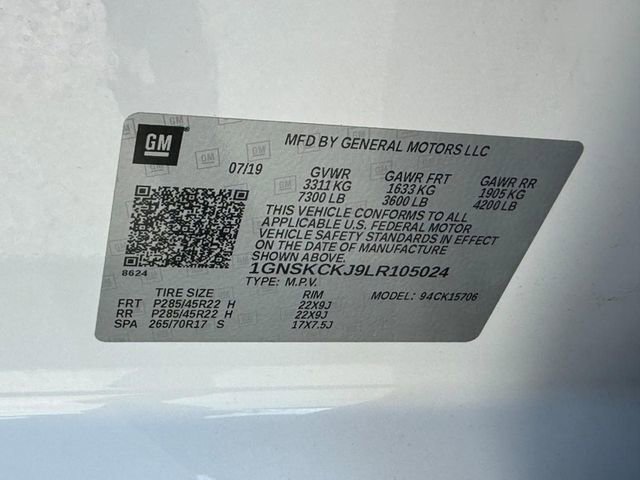 GM
MFD BY GENERAL MOTORS LLC
07/19 GVWR GAWR FRT GAWR RR
3311 KG 1633 KG 1905 KG
7300 LB 3600 LB 4200 LB
THIS VEHICLE CONFORMS TO ALL
APPLICABLE U.S. FEDERAL MOTOR
VEHICLE SAFETY STANDARDS IN EFFECT
ON THE DATE OF MANUFACTURE
SHOWN ABOVE.
8624
1GNSKCKJ9LR105024
TYPE: M.P.V. MODEL: 94CK15706
TIRE SIZE RIM
FRT P285/45R22 H 22X9J
RR P285/45R22 H 22X9J
SPA 265/70R17 S 17X7.5J